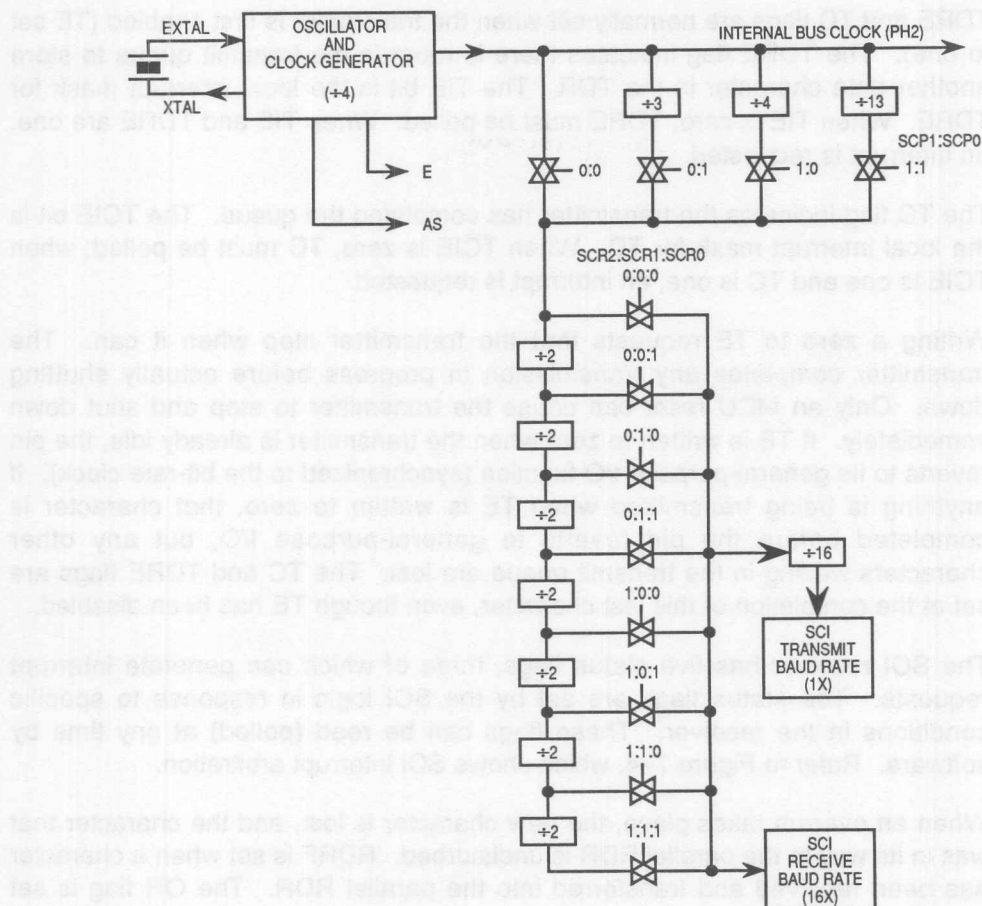 EXTAL
XTAL
OSCILLATOR
AND
CLOCK GENERATOR
(÷4)
INTERNAL BUS CLOCK (PH2)
E
AS
÷3
÷4
÷13
SCP1:SCP0
0:0
0:1
1:0
1:1
SCR2:SCR1:SCR0
0:0:0
÷2
0:0:1
÷2
0:1:0
÷2
0:1:1
÷2
1:0:0
÷2
1:0:1
÷2
1:1:0
÷2
1:1:1
÷16
SCI
TRANSMIT
BAUD RATE
(1X)
SCI
RECEIVE
BAUD RATE
(16X)